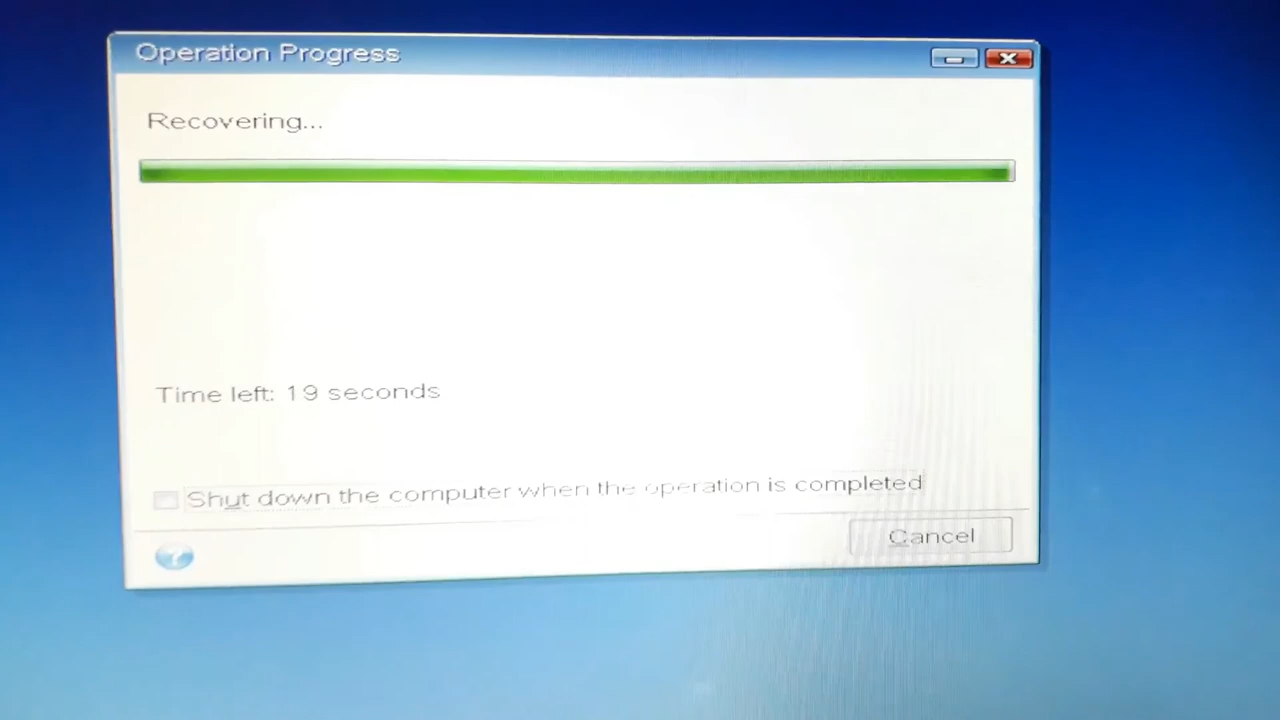 Operation Progress
Recovering...
Time left: 19 seconds
Shut down the computer when the operation is completed
Cancel
?